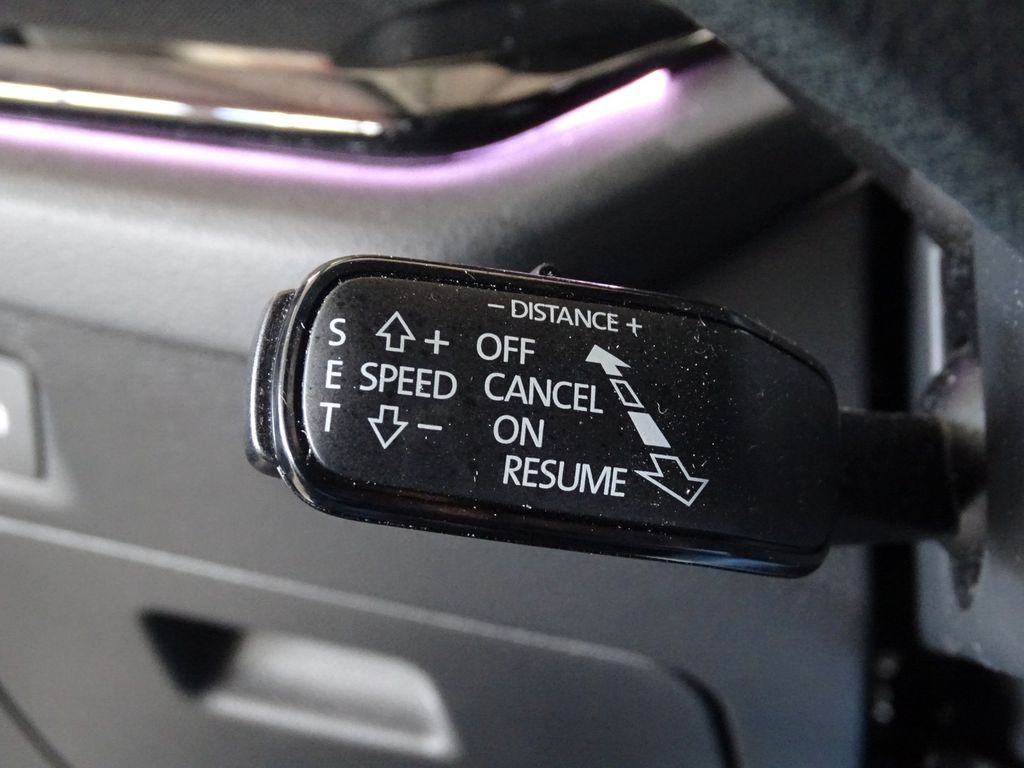 − DISTANCE +
S + OFF
E SPEED CANCEL
T − ON
RESUME